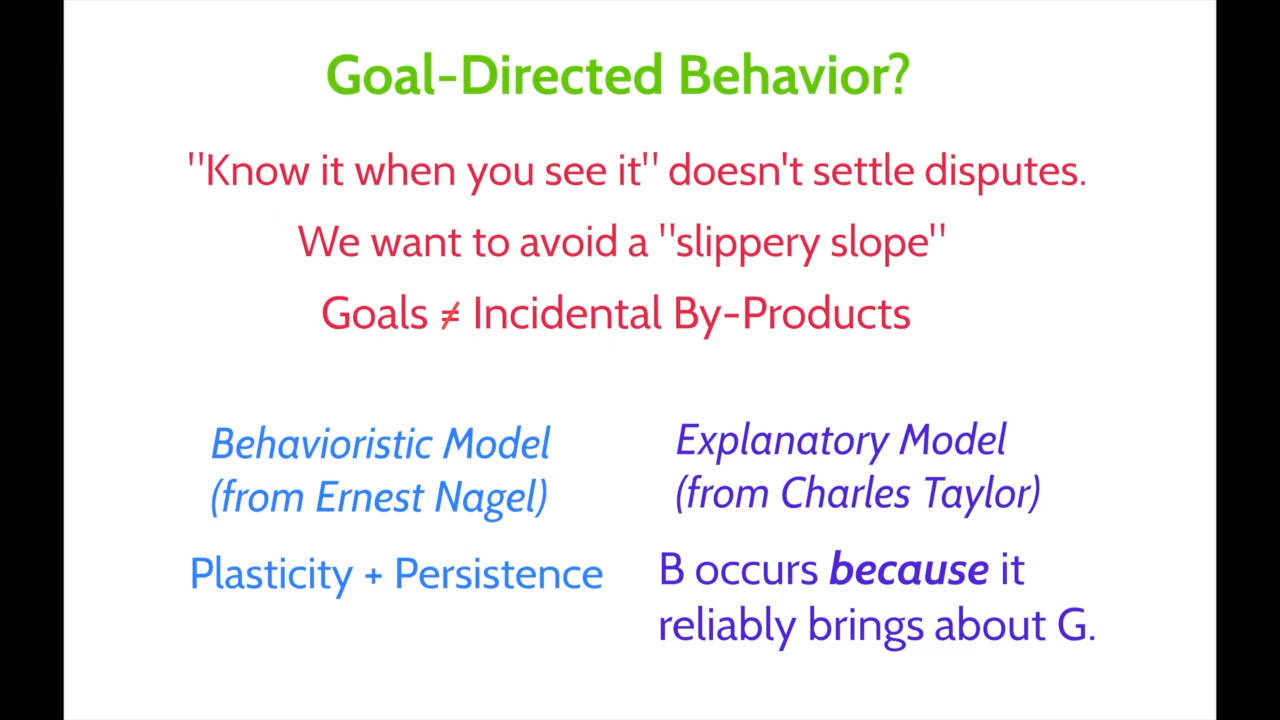 Goal-Directed Behavior?
"Know it when you see it" doesn't settle disputes.
We want to avoid a "slippery slope"
Goals ≠ Incidental By-Products
Behavioristic Model
(from Ernest Nagel)
Plasticity + Persistence
Explanatory Model
(from Charles Taylor)
B occurs because it
reliably brings about G.